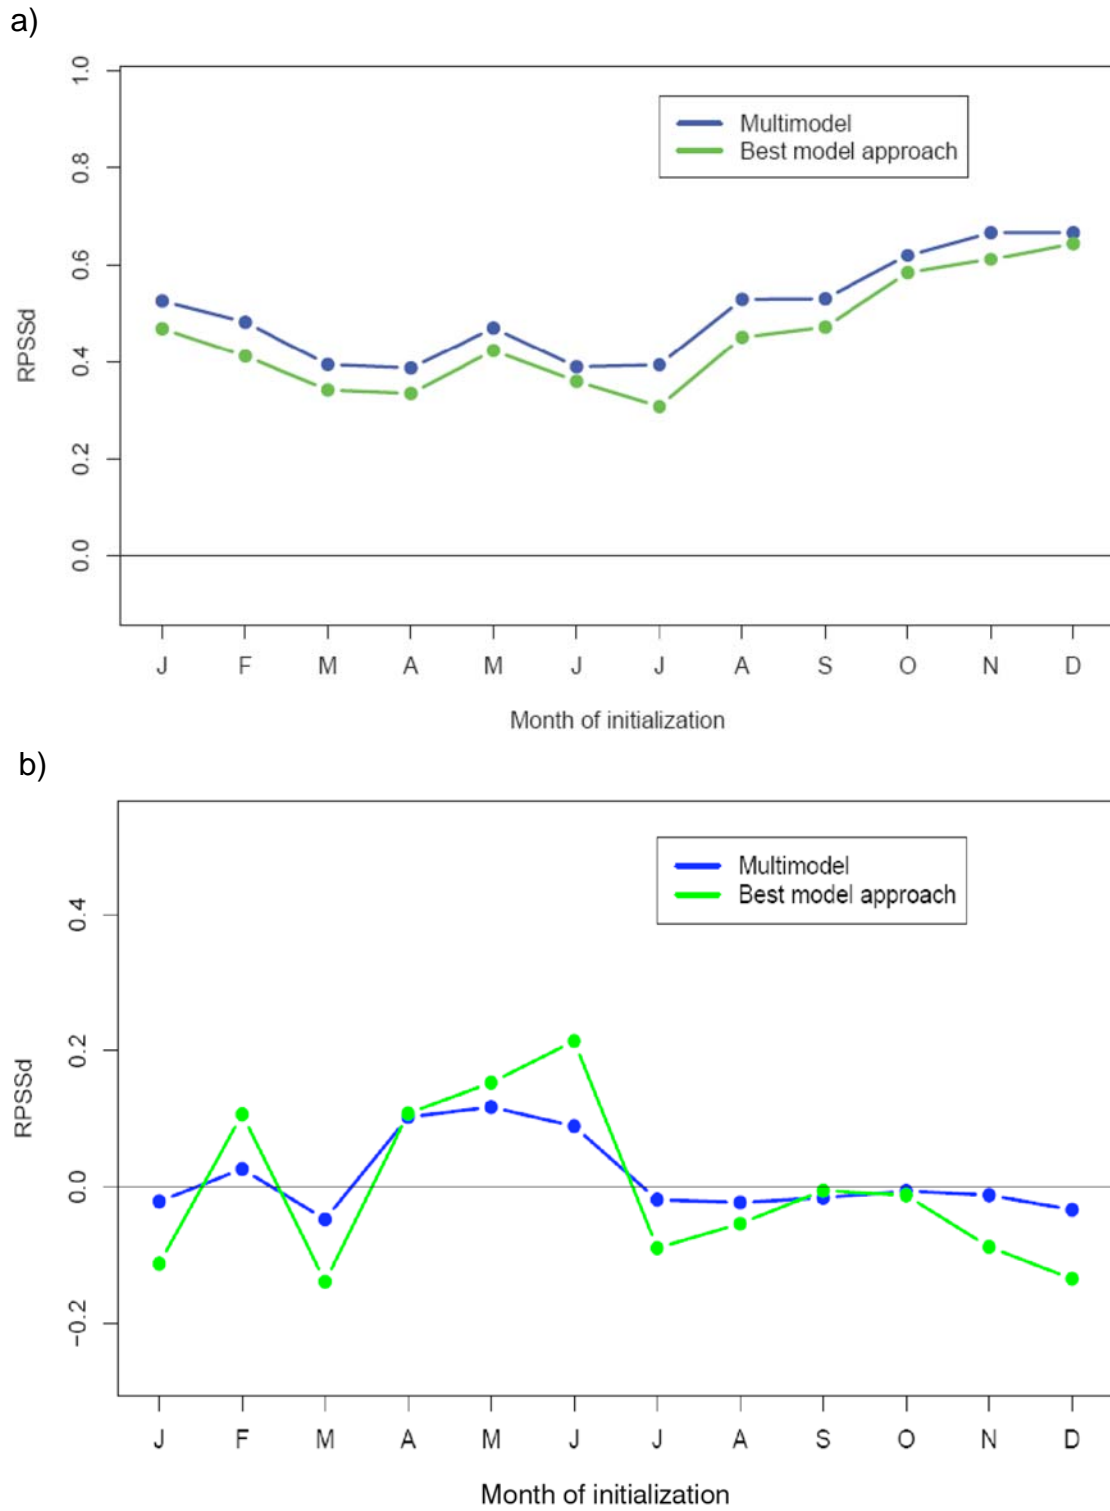 a)
1.0
Multimodel
Best model approach
0.8
0.6
RPSSd
0.4
0.2
0.0
J F M A M J J A S O N D
Month of initialization
b)
Multimodel
Best model approach
0.4
0.2
RPSSd
0.0
−0.2
J F M A M J J A S O N D
Month of initialization